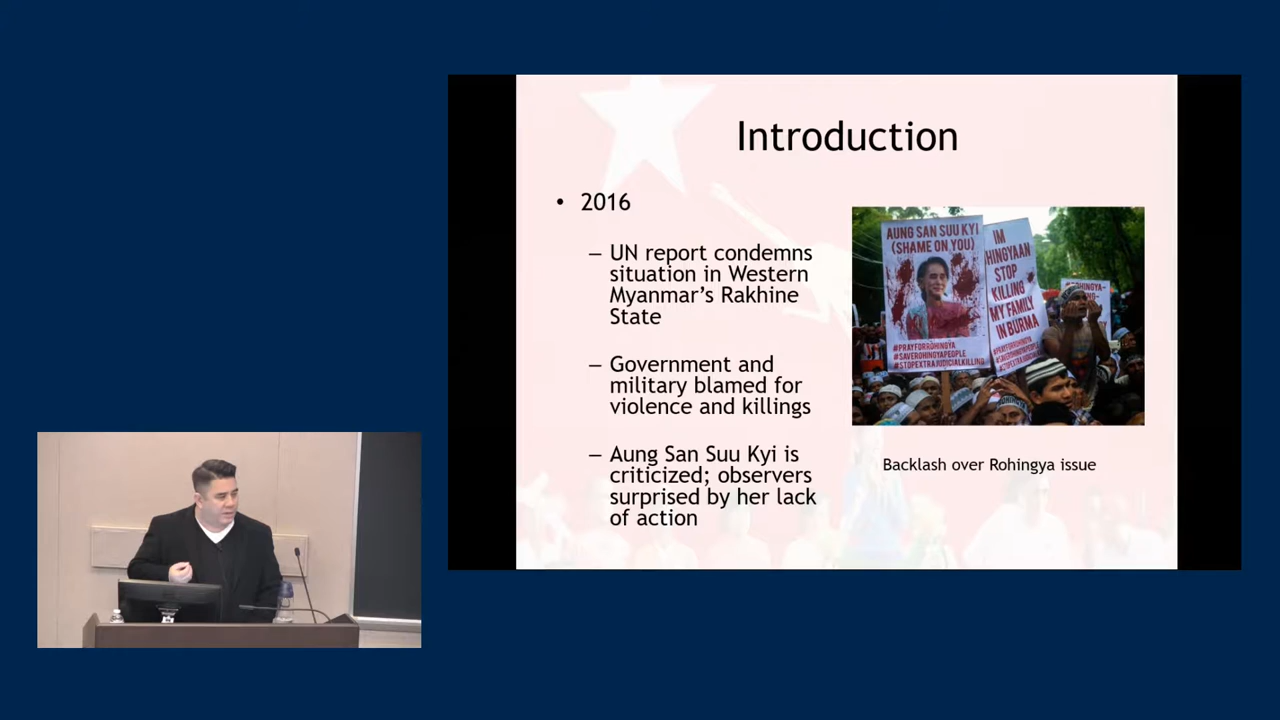 Introduction
• 2016
– UN report condemns
situation in Western
Myanmar’s Rakhine
State
– Government and
military blamed for
violence and killings
– Aung San Suu Kyi is
criticized; observers
surprised by her lack
of action
AUNG SAN SUU KYI
(SHAME ON YOU)
#PRAYFORROHINGYA
#SAVEROHINGYAPEOPLE
#STOPEXTRAJUDICIALKILLING
IM
HINGYAAN
STOP
KILLING
MY FAMILY
IN BURMA
Backlash over Rohingya issue